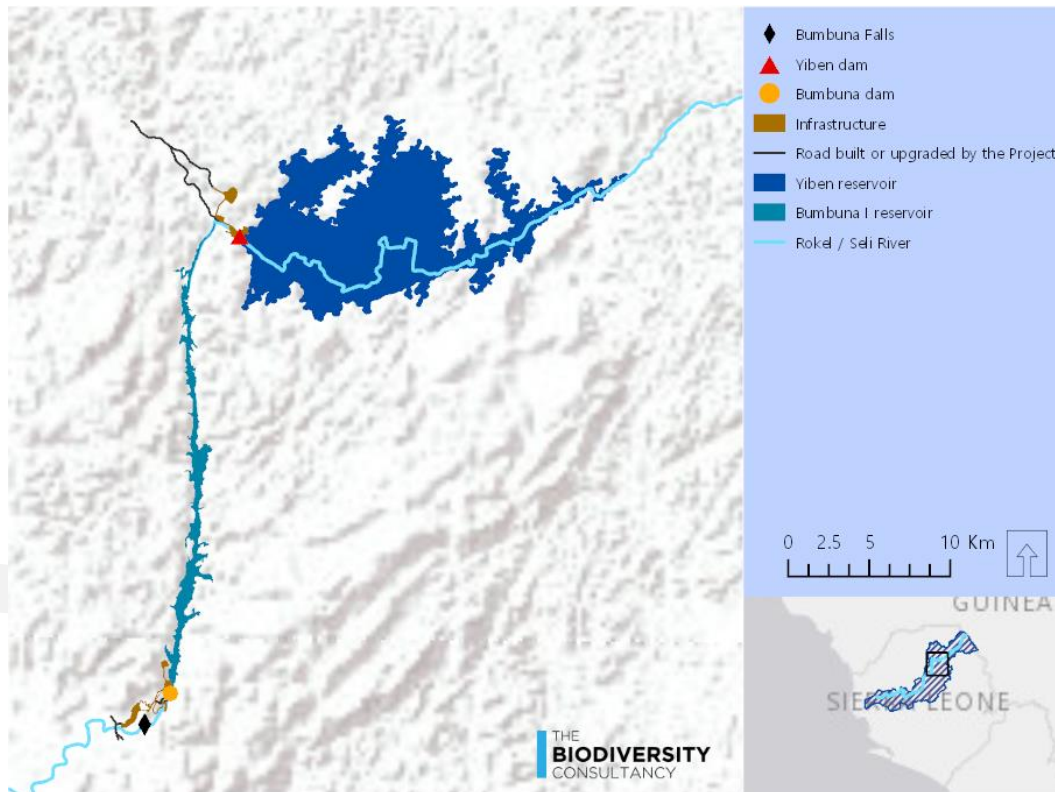 Bumbuna Falls
Yiben dam
Bumbuna dam
Infrastructure
Road built or upgraded by the Project
Yiben reservoir
Bumbuna I reservoir
Rokel / Seli River
0 2.5 5 10 Km
GUINEA
SIERRA LEONE
THE
BIODIVERSITY
CONSULTANCY